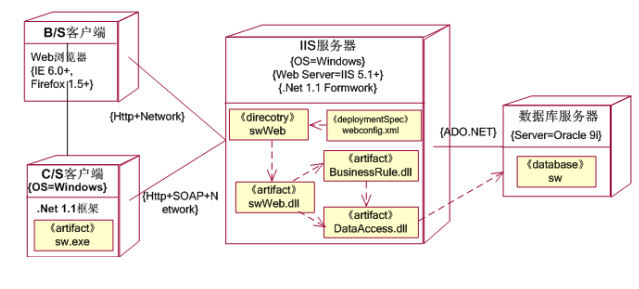 B/S客户端
Web浏览器
{IE 6.0+,
Firefox 1.5+}
C/S客户端
{OS=Windows}
.Net 1.1框架
《artifact》
sw.exe
{Http+Network}
{Http+SOAP+N
etwork}
IIS服务器
{OS=Windows}
{Web Server=IIS 5.1+}
{.Net 1.1 Formwork}
《direcotry》
swWeb
《deploymentSpec》
webconfig.xml
《artifact》
BusinessRule.dll
《artifact》
swWeb.dll
《artifact》
DataAccess.dll
{ADO.NET}
数据库服务器
{Server=Oracle 9i}
《database》
sw